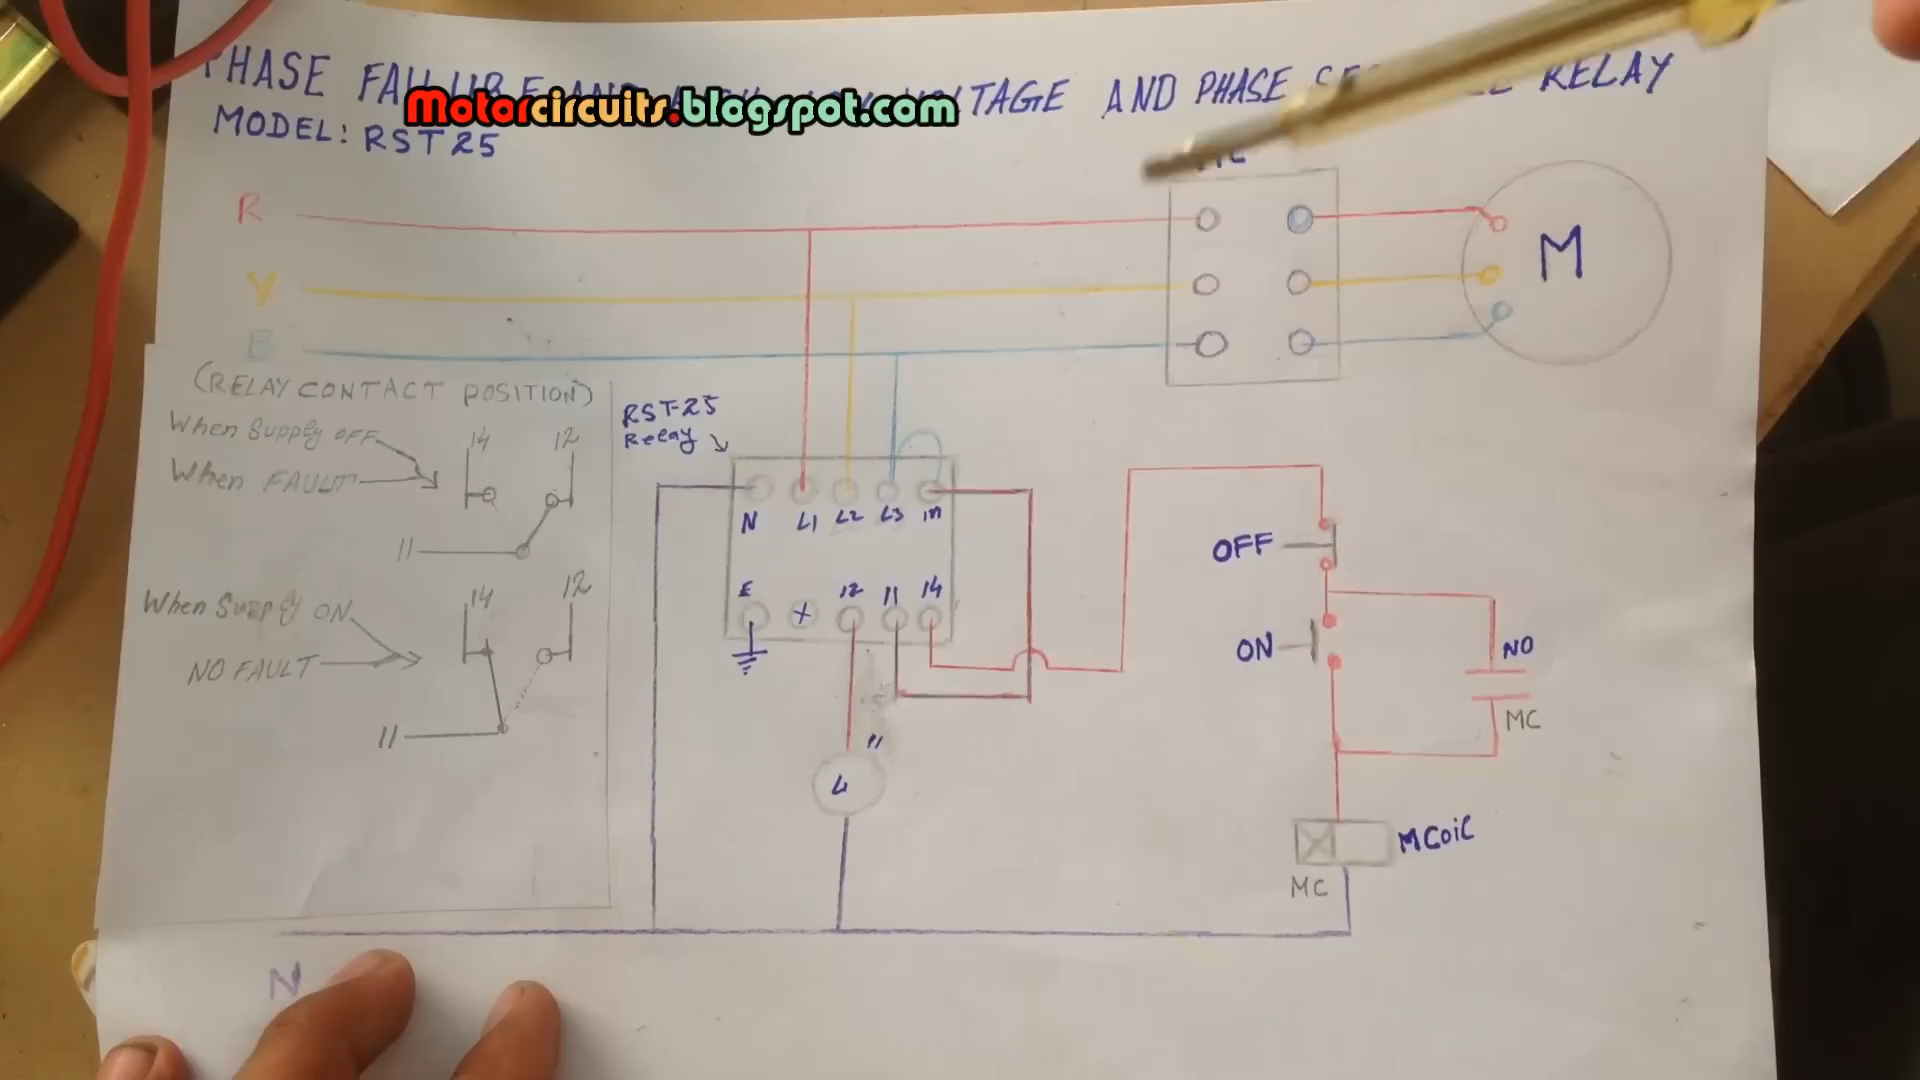 PHASE FAILURE VOLTAGE AND PHASE RELAY
Motorcircuits.blogspot.com
MODEL: RST25
R
Y
B
M
(RELAY CONTACT POSITION)
When Supply OFF
When FAULT
14 12
11
When Supply ON
NO FAULT
14 12
11
RST-25
Relay
N L1 L2 L3 in
E + 12 11 14
11
L
OFF
ON
NO
MC
MCoil
MC
N